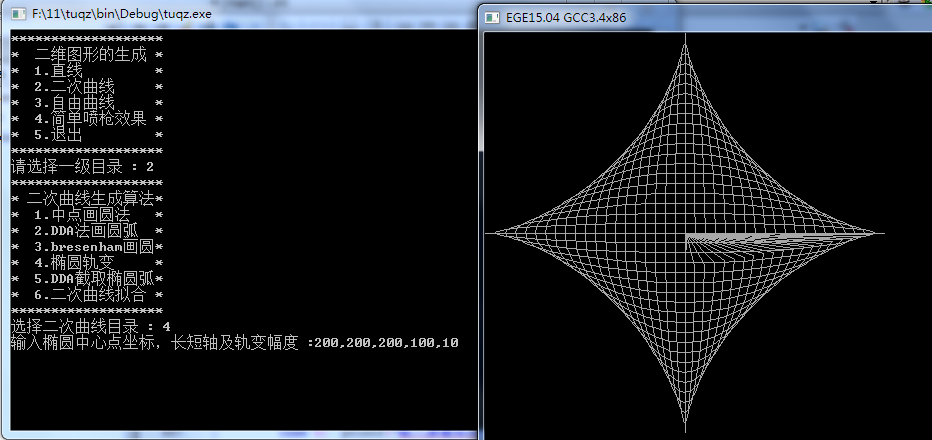 F:\11\tuqz\bin\Debug\tuqz.exe
*******************
* 二维图形的生成 *
* 1.直线 *
* 2.二次曲线 *
* 3.自由曲线 *
* 4.简单喷枪效果 *
* 5.退出 *
*******************
请选择一级目录 : 2
*******************
* 二次曲线生成算法*
* 1.中点画圆法 *
* 2.DDA法画圆弧 *
* 3.bresenham画圆*
* 4.椭圆轨变 *
* 5.DDA截取椭圆弧*
* 6.二次曲线拟合 *
*******************
选择二次曲线目录 : 4
输入椭圆中心点坐标，长短轴及轨变幅度 :200,200,200,100,10
EGE15.04 GCC3.4x86